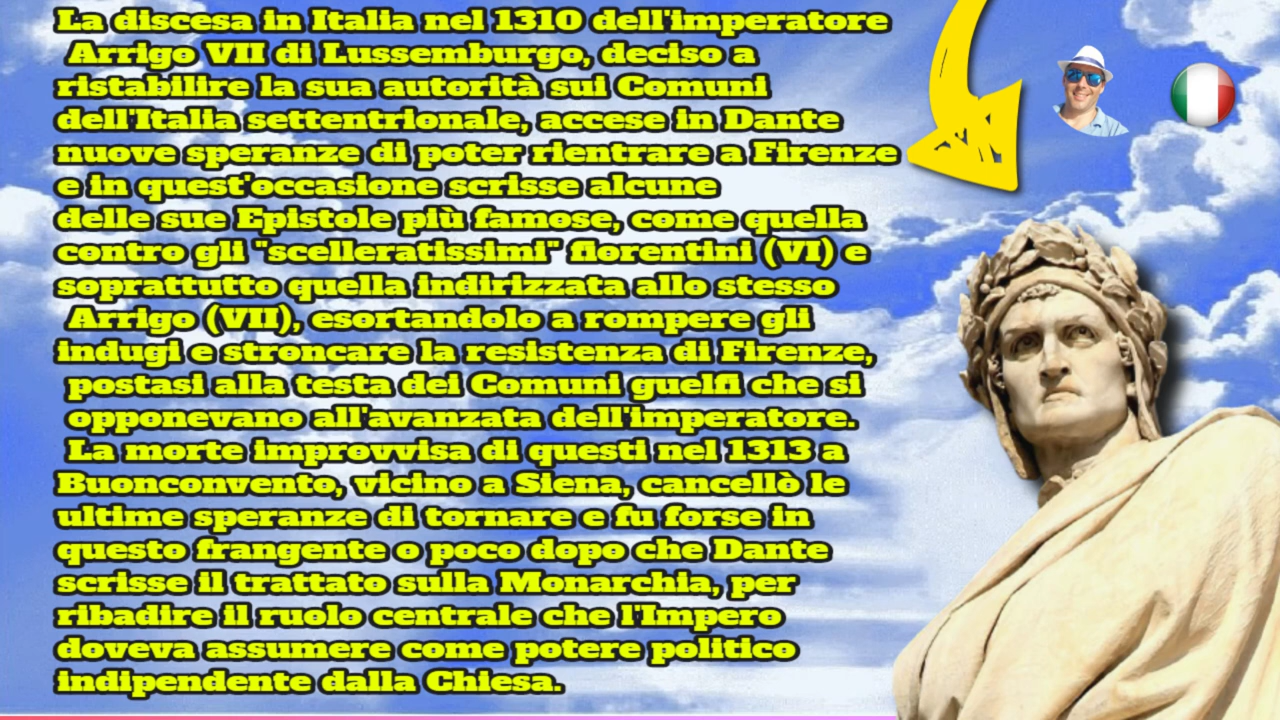 La discesa in Italia nel 1310 dell'imperatore
Arrigo VII di Lussemburgo, deciso a
ristabilire la sua autorità sui Comuni
dell'Italia settentrionale, accese in Dante
nuove speranze di poter rientrare a Firenze
e in quest'occasione scrisse alcune
delle sue Epistole più famose, come quella
contro gli "scelleratissimi" fiorentini (VI) e
soprattutto quella indirizzata allo stesso
Arrigo (VII), esortandolo a rompere gli
indugi e stroncare la resistenza di Firenze,
postasi alla testa dei Comuni guelfi che si
opponevano all'avanzata dell'imperatore.
La morte improvvisa di questi nel 1313 a
Buonconvento, vicino a Siena, cancellò le
ultime speranze di tornare e fu forse in
questo frangente o poco dopo che Dante
scrisse il trattato sulla Monarchia, per
ribadire il ruolo centrale che l'Impero
doveva assumere come potere politico
indipendente dalla Chiesa.